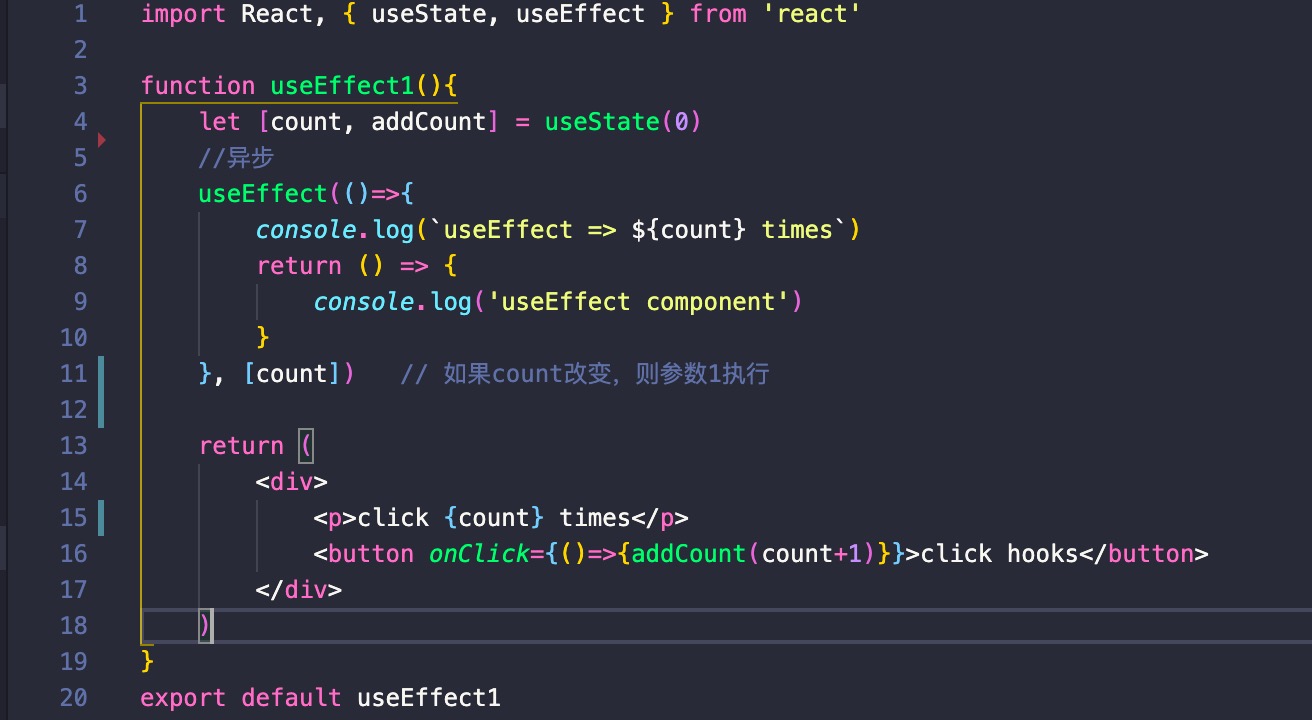 1 import React, { useState, useEffect } from 'react'
2
3 function useEffect1(){
4     let [count, addCount] = useState(0)
5     //异步
6     useEffect(()=>{
7         console.log(`useEffect => ${count} times`)
8         return () => {
9             console.log('useEffect component')
10         }
11     }, [count])   // 如果count改变，则参数1执行
12
13     return (
14         <div>
15             <p>click {count} times</p>
16             <button onClick={()=>{addCount(count+1)}}>click hooks</button>
17         </div>
18     )
19 }
20 export default useEffect1